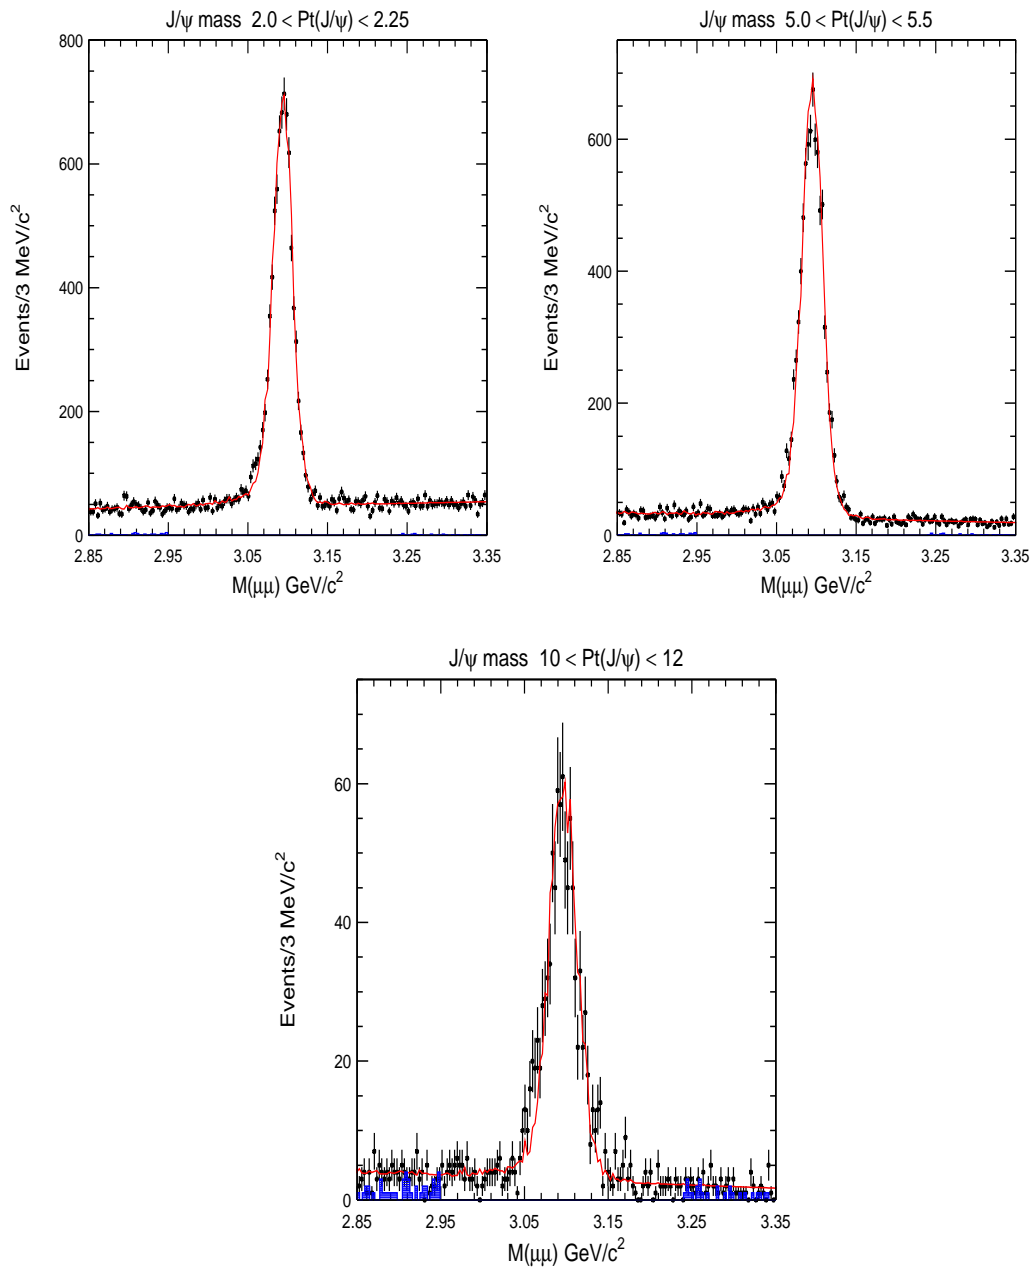 J/ψ mass 2.0 < Pt(J/ψ) < 2.25
800
600
400
200
0
Events/3 MeV/c²
2.85 2.95 3.05 3.15 3.25 3.35
M(μμ) GeV/c²
J/ψ mass 5.0 < Pt(J/ψ) < 5.5
600
400
200
0
Events/3 MeV/c²
2.85 2.95 3.05 3.15 3.25 3.35
M(μμ) GeV/c²
J/ψ mass 10 < Pt(J/ψ) < 12
60
40
20
0
Events/3 MeV/c²
2.85 2.95 3.05 3.15 3.25 3.35
M(μμ) GeV/c²